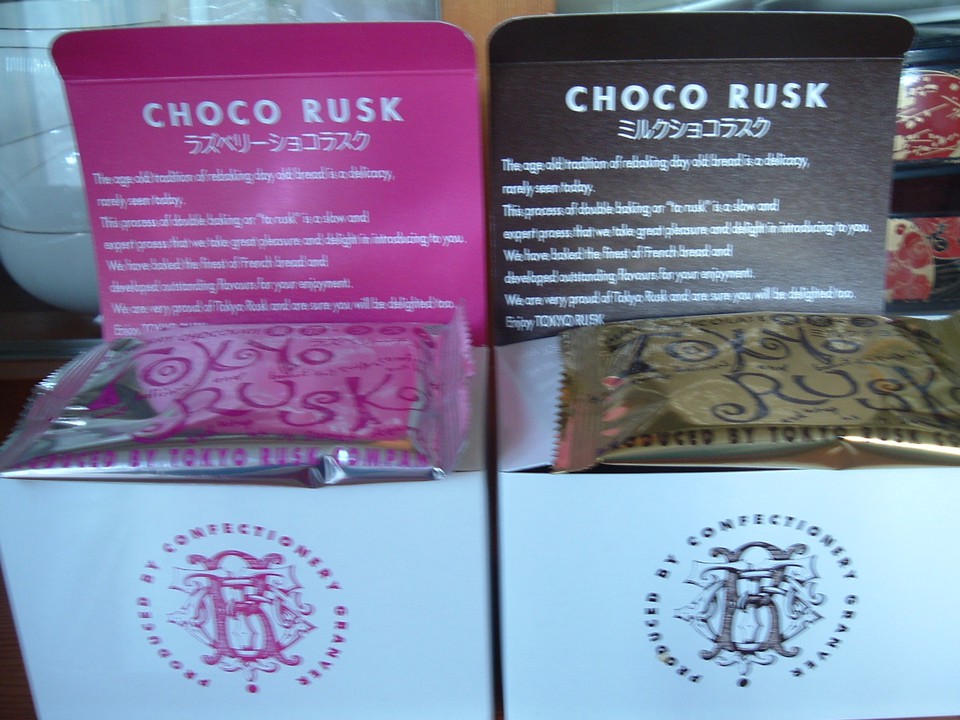 CHOCO RUSK
ラズベリーショコラスク
The age old tradition of rebaking day old bread is a delicacy,
rarely seen today.
This process of double baking or "to rusk" is a slow and
expert process that we take great pleasure and delight in introducing to you.
We have baked the finest of French bread and
developed outstanding flavours for your enjoyment.
We are very proud of Tokyo Rusk and are sure you will be delighted too.
Enjoy TOKYO RUSK
TOKYO
RUSK
PRODUCED BY TOKYO RUSK COMPAN
PRODUCED BY CONFECTIONERY GRANVER
CHOCO RUSK
ミルクショコラスク
The age old tradition of rebaking day old bread is a delicacy,
rarely seen today.
This process of double baking or "to rusk" is a slow and
expert process that we take great pleasure and delight in introducing to you.
We have baked the finest of French bread and
developed outstanding flavours for your enjoyment.
We are very proud of Tokyo Rusk and are sure you will be delighted too.
Enjoy TOKYO RUSK
TOKYO
RUSK
PRODUCED BY TOKYO RUSK CO
PRODUCED BY CONFECTIONERY GRANVER